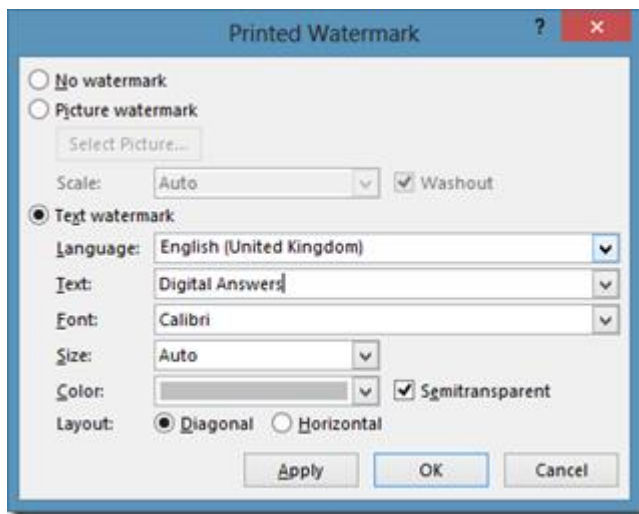 Printed Watermark ? ×
No watermark
Picture watermark
Select Picture...
Scale: Auto Washout
Text watermark
Language: English (United Kingdom)
Text: Digital Answers
Font: Calibri
Size: Auto
Color: Semitransparent
Layout: Diagonal Horizontal
Apply OK Cancel